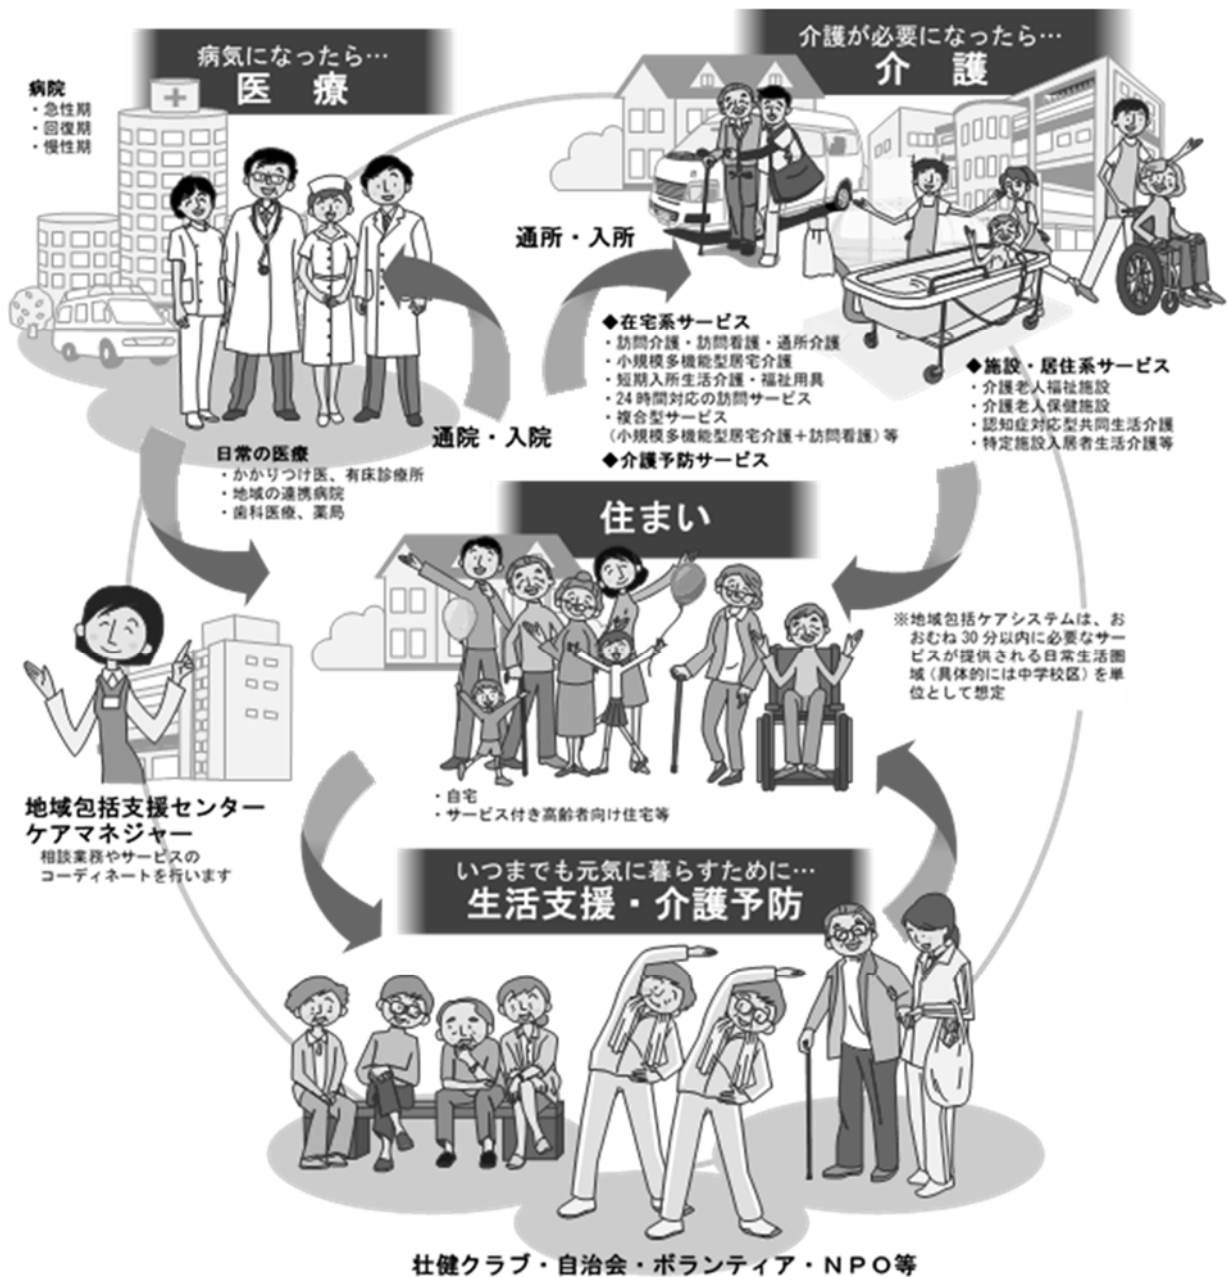 病気になったら…
医療
病院
・急性期
・回復期
・慢性期
日常の医療
・かかりつけ医、有床診療所
・地域の連携病院
・歯科医療、薬局
通院・入院
介護が必要になったら…
介護
通所・入所
◆在宅系サービス
・訪問介護・訪問看護・通所介護
・小規模多機能型居宅介護
・短期入所生活介護・福祉用具
・24時間対応の訪問サービス
・複合型サービス
(小規模多機能型居宅介護＋訪問看護)等
◆介護予防サービス
◆施設・居住系サービス
・介護老人福祉施設
・介護老人保健施設
・認知症対応型共同生活介護
・特定施設入居者生活介護等
住まい
・自宅
・サービス付き高齢者向け住宅等
※地域包括ケアシステムは、お
おむね30分以内に必要なサー
ビスが提供される日常生活圏
域(具体的には中学校区)を単
位として想定
地域包括支援センター
ケアマネジャー
相談業務やサービスの
コーディネートを行います
いつまでも元気に暮らすために…
生活支援・介護予防
壮健クラブ・自治会・ボランティア・ＮＰＯ等